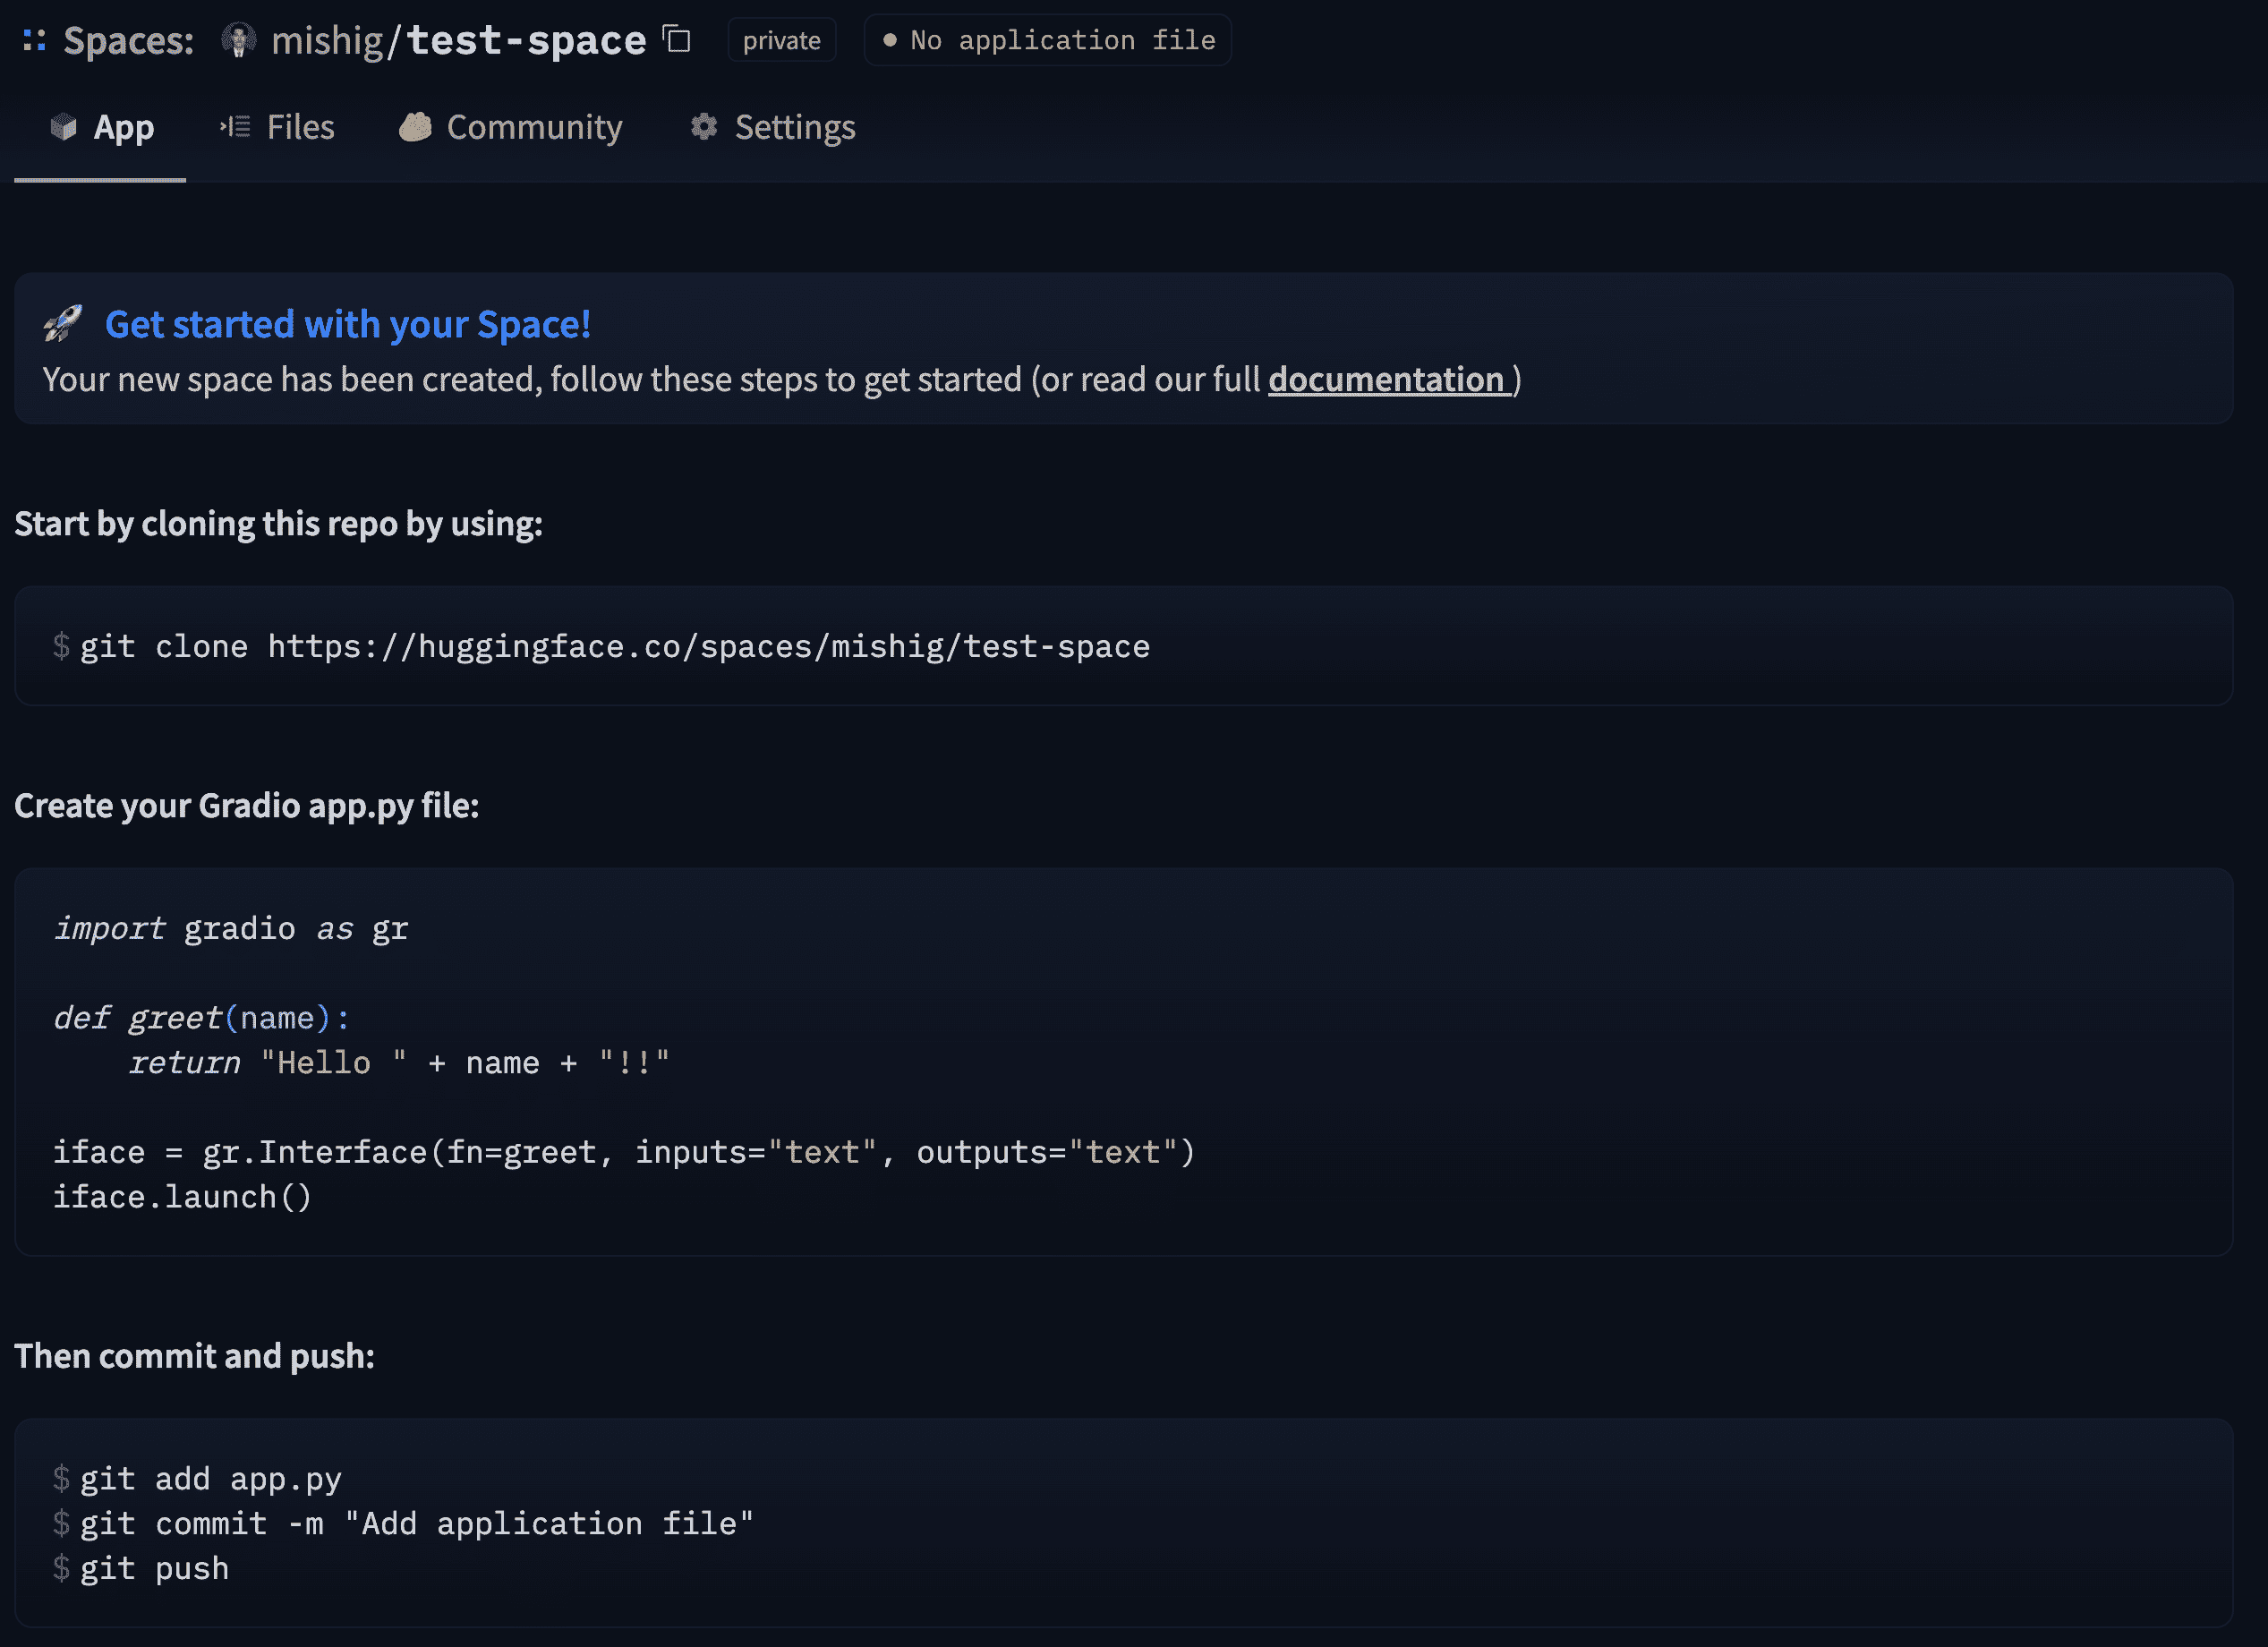 Spaces: mishig/test-space private No application file
App Files Community Settings
🚀 Get started with your Space!
Your new space has been created, follow these steps to get started (or read our full documentation )
Start by cloning this repo by using:
$ git clone https://huggingface.co/spaces/mishig/test-space
Create your Gradio app.py file:
import gradio as gr
def greet(name):
    return "Hello " + name + "!!"
iface = gr.Interface(fn=greet, inputs="text", outputs="text")
iface.launch()
Then commit and push:
$ git add app.py
$ git commit -m "Add application file"
$ git push